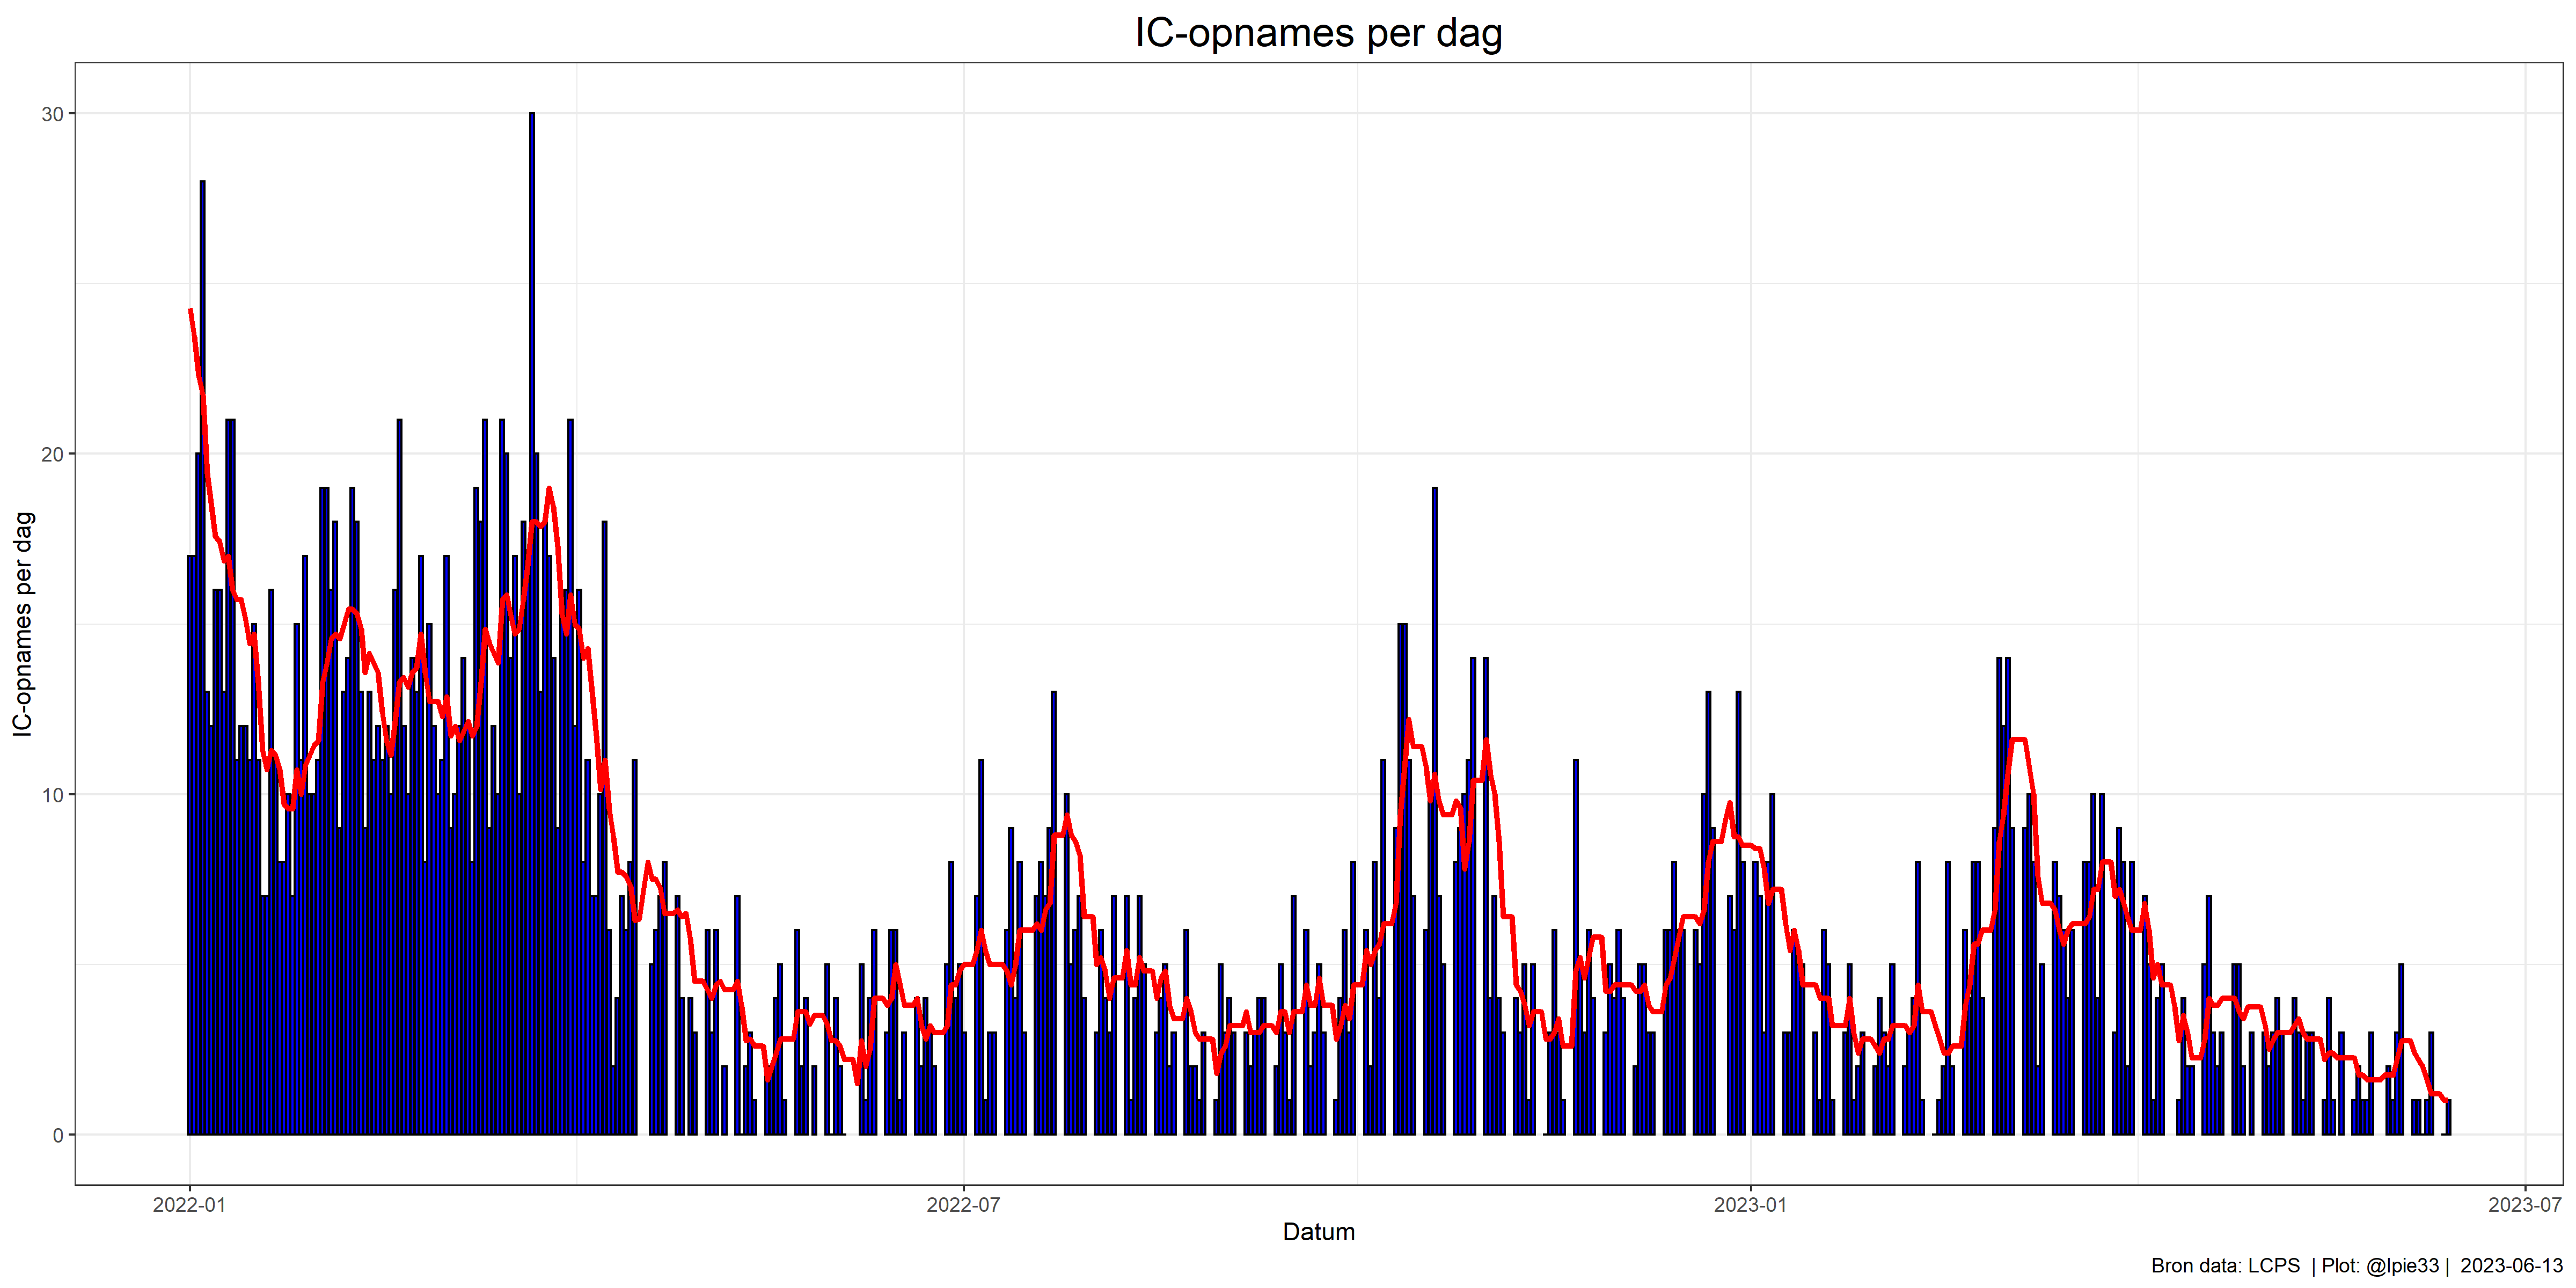 IC-opnames per dag
30
20
10
0
IC-opnames per dag
2022-01
2022-07
2023-01
2023-07
Datum
Bron data: LCPS | Plot: @lpie33 | 2023-06-13